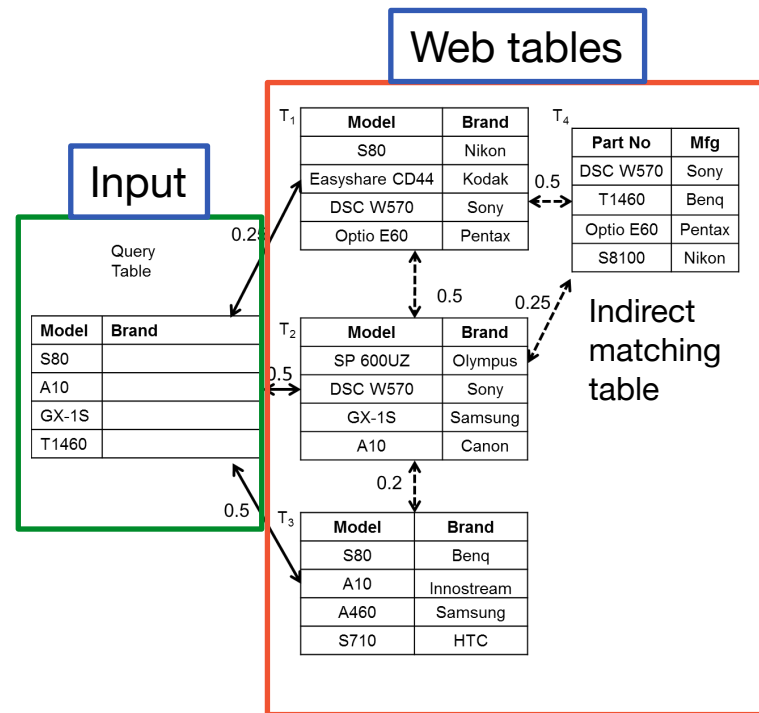 Web tables
Input
Query
Table
Model Brand
S80
A10
GX-1S
T1460
0.25
0.5
0.5
T1
Model Brand
S80 Nikon
Easyshare CD44 Kodak
DSC W570 Sony
Optio E60 Pentax
0.5
0.5
T4
Part No Mfg
DSC W570 Sony
T1460 Benq
Optio E60 Pentax
S8100 Nikon
0.25
Indirect
matching
table
T2
Model Brand
SP 600UZ Olympus
DSC W570 Sony
GX-1S Samsung
A10 Canon
0.2
T3
Model Brand
S80 Benq
A10 Innostream
A460 Samsung
S710 HTC